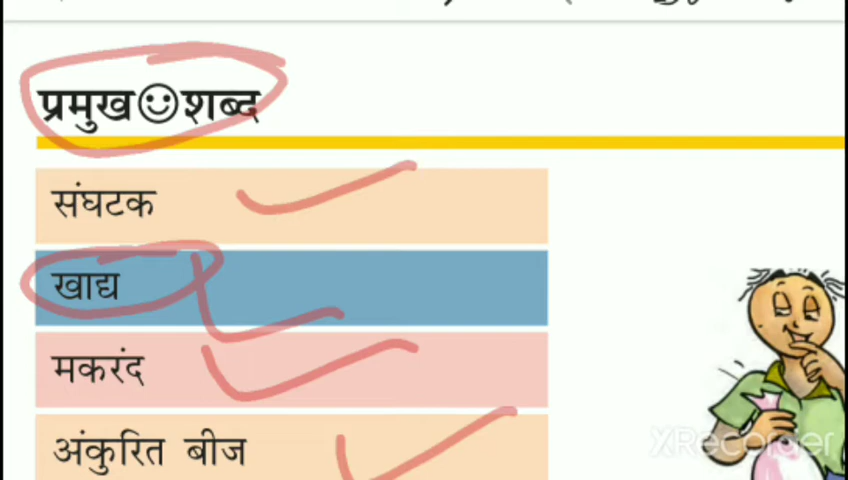 प्रमुख☺शब्द
संघटक
खाद्य
मकरंद
अंकुरित बीज
XRecorder